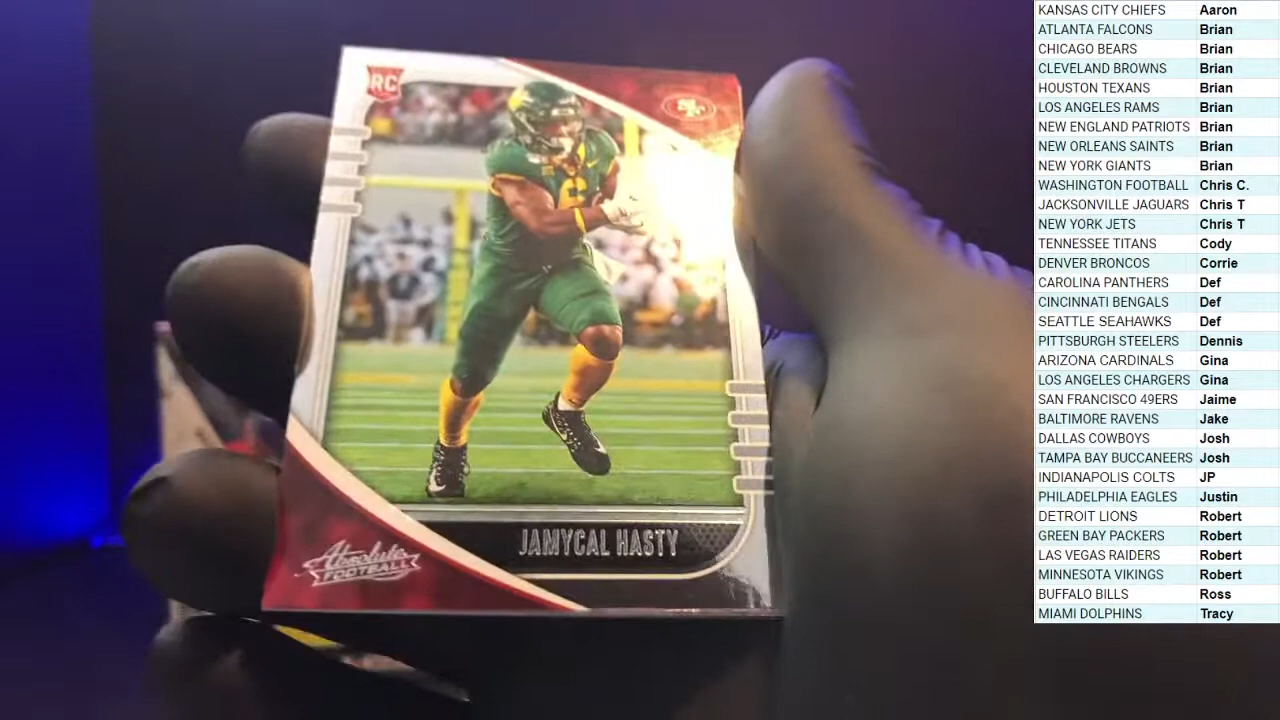 RC
SF
6
JAMYCAL HASTY
Absolute
FOOTBALL
KANSAS CITY CHIEFS Aaron
ATLANTA FALCONS Brian
CHICAGO BEARS Brian
CLEVELAND BROWNS Brian
HOUSTON TEXANS Brian
LOS ANGELES RAMS Brian
NEW ENGLAND PATRIOTS Brian
NEW ORLEANS SAINTS Brian
NEW YORK GIANTS Brian
WASHINGTON FOOTBALL Chris C.
JACKSONVILLE JAGUARS Chris T
NEW YORK JETS Chris T
TENNESSEE TITANS Cody
DENVER BRONCOS Corrie
CAROLINA PANTHERS Def
CINCINNATI BENGALS Def
SEATTLE SEAHAWKS Def
PITTSBURGH STEELERS Dennis
ARIZONA CARDINALS Gina
LOS ANGELES CHARGERS Gina
SAN FRANCISCO 49ERS Jaime
BALTIMORE RAVENS Jake
DALLAS COWBOYS Josh
TAMPA BAY BUCCANEERS Josh
INDIANAPOLIS COLTS JP
PHILADELPHIA EAGLES Justin
DETROIT LIONS Robert
GREEN BAY PACKERS Robert
LAS VEGAS RAIDERS Robert
MINNESOTA VIKINGS Robert
BUFFALO BILLS Ross
MIAMI DOLPHINS Tracy